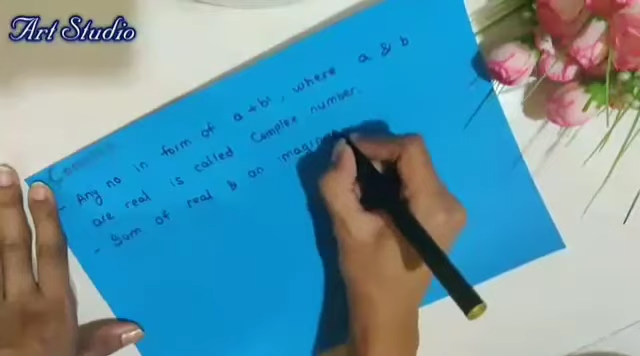 Art Studio
- Any no in form of a + bi, where a & b
are real is called Complex number.
- Sum of real & an imagina